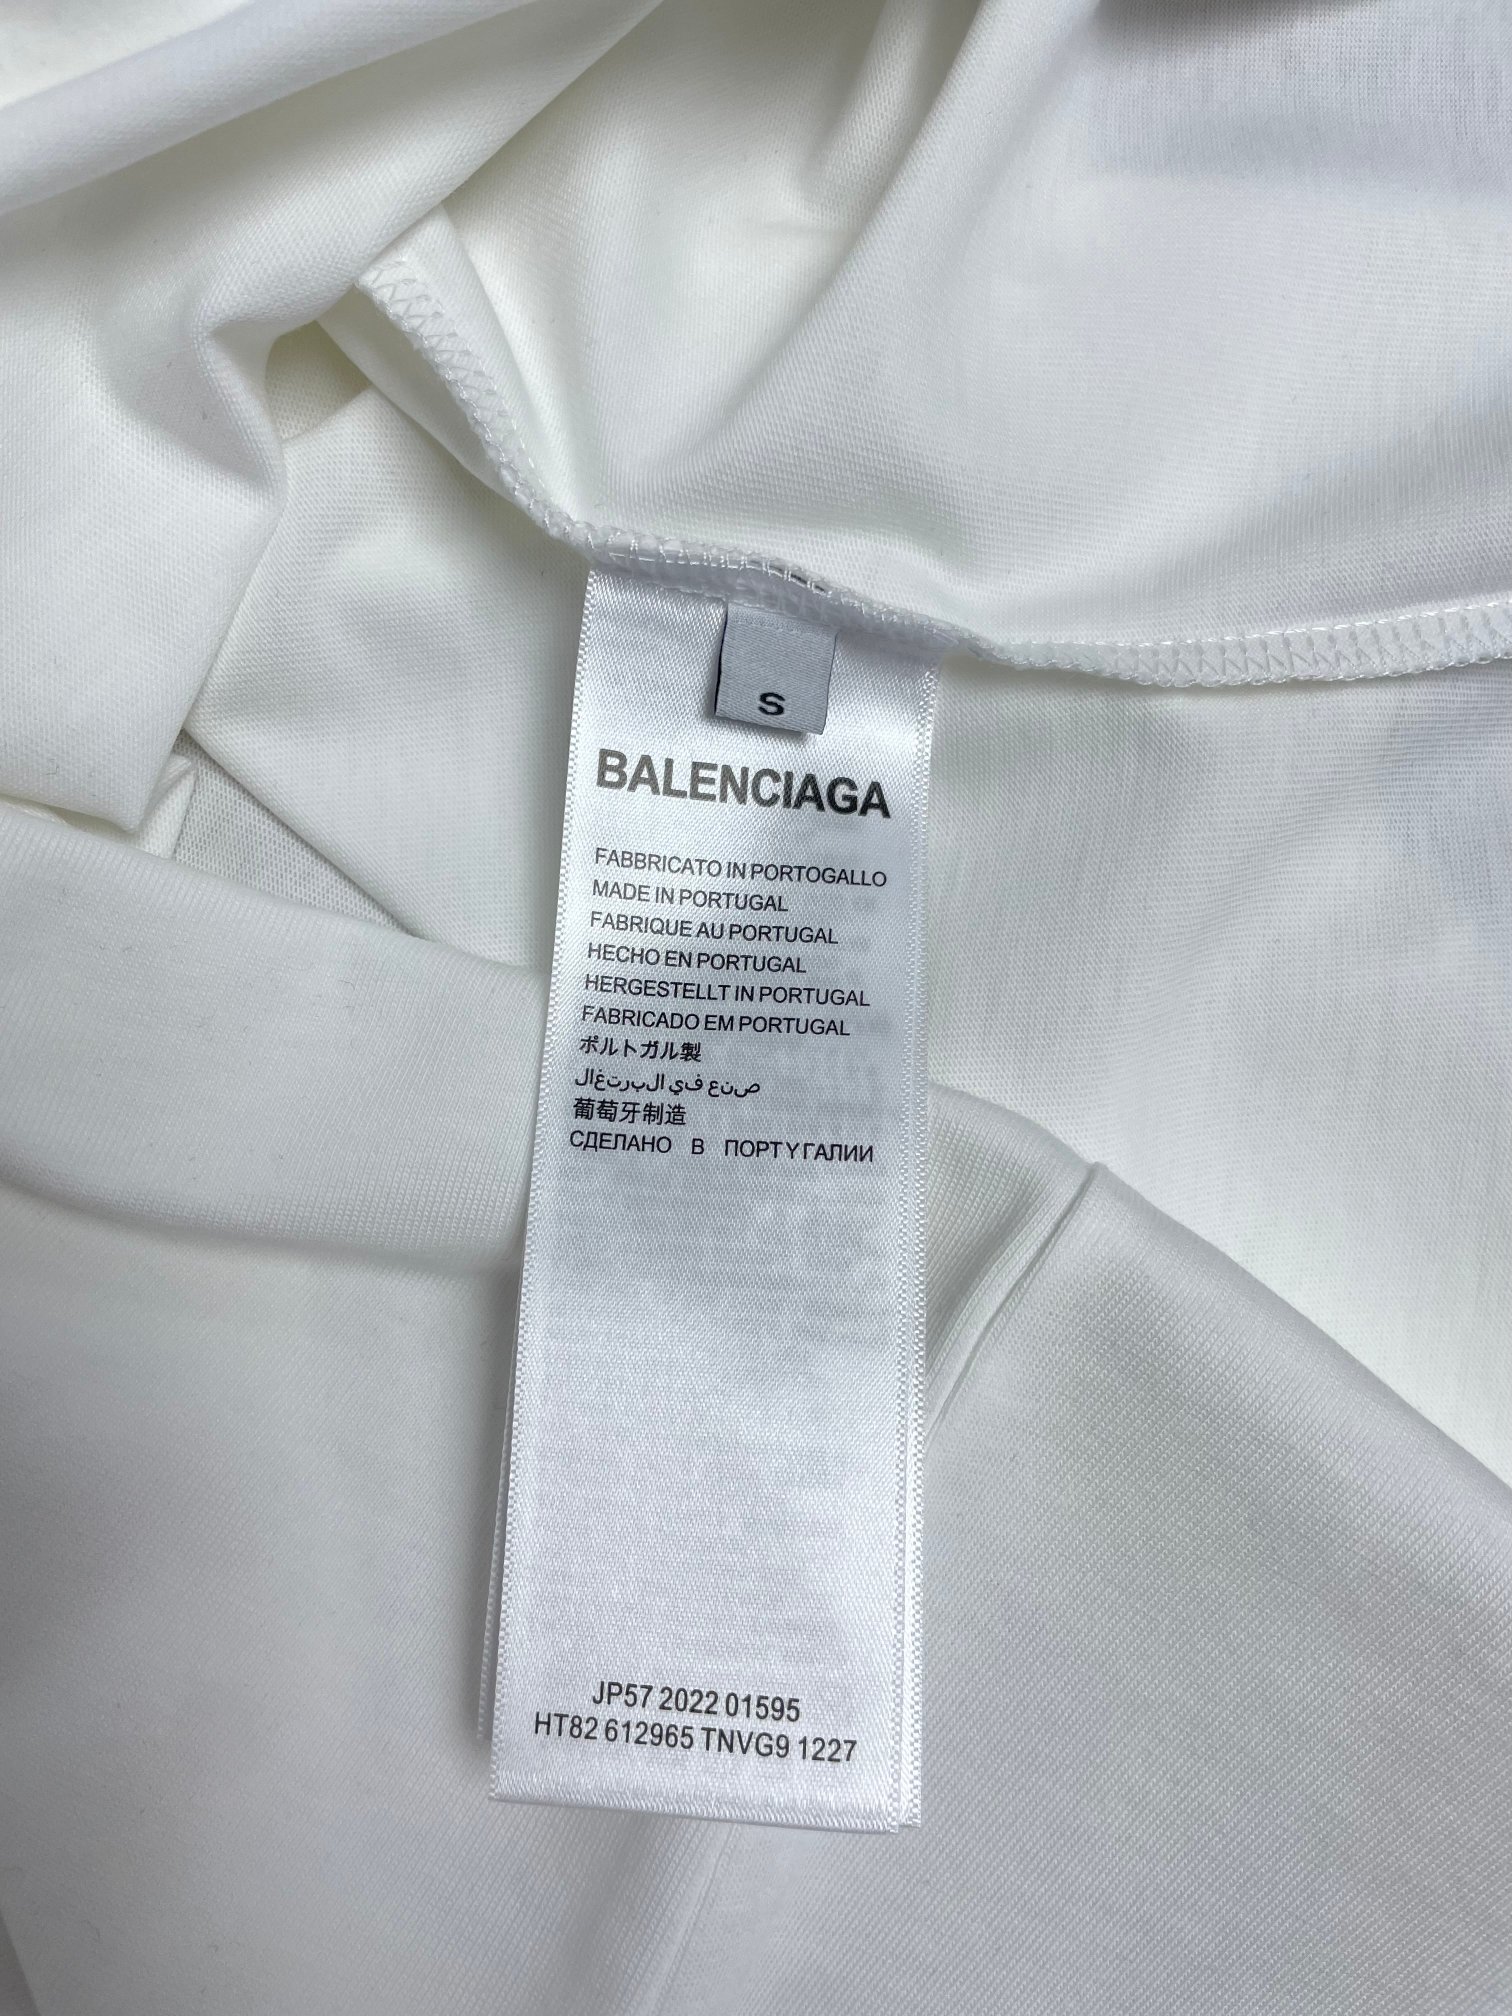 S
BALENCIAGA
FABBRICATO IN PORTOGALLO
MADE IN PORTUGAL
FABRIQUE AU PORTUGAL
HECHO EN PORTUGAL
HERGESTELLT IN PORTUGAL
FABRICADO EM PORTUGAL
ポルトガル製
صنع في البرتغال
葡萄牙制造
СДЕЛАНО В ПОРТУГАЛИИ
JP57 2022 01595
HT82 612965 TNVG9 1227